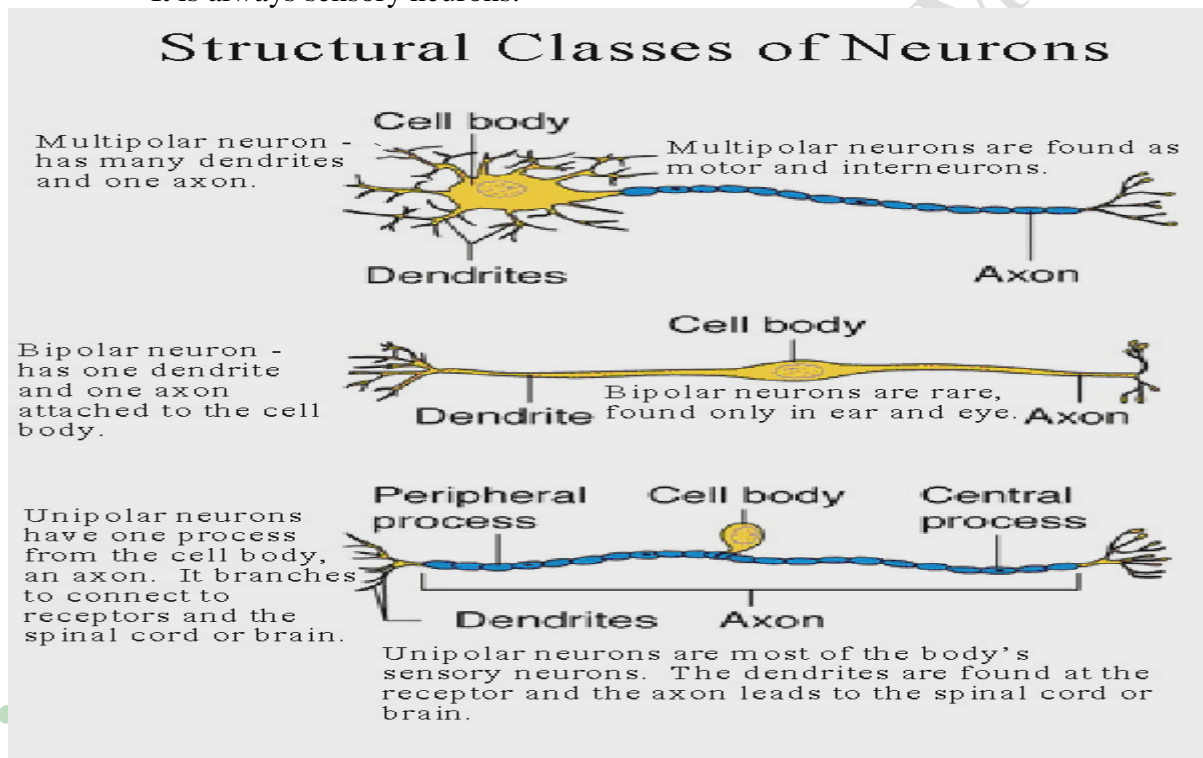 It is always sensory neurons.
Structural Classes of Neurons
Cell body
Multipolar neuron -
has many dendrites
and one axon.
Multipolar neurons are found as
motor and interneurons.
Dendrites
Axon
Cell body
Bipolar neuron -
has one dendrite
and one axon
attached to the cell
body.
Bipolar neurons are rare,
found only in ear and eye.
Dendrite
Axon
Peripheral
process
Cell body
Central
process
Unipolar neurons
have one process
from the cell body,
an axon. It branches
to connect to
receptors and the
spinal cord or brain.
Dendrites
Axon
Unipolar neurons are most of the body's
sensory neurons. The dendrites are found at the
receptor and the axon leads to the spinal cord or
brain.